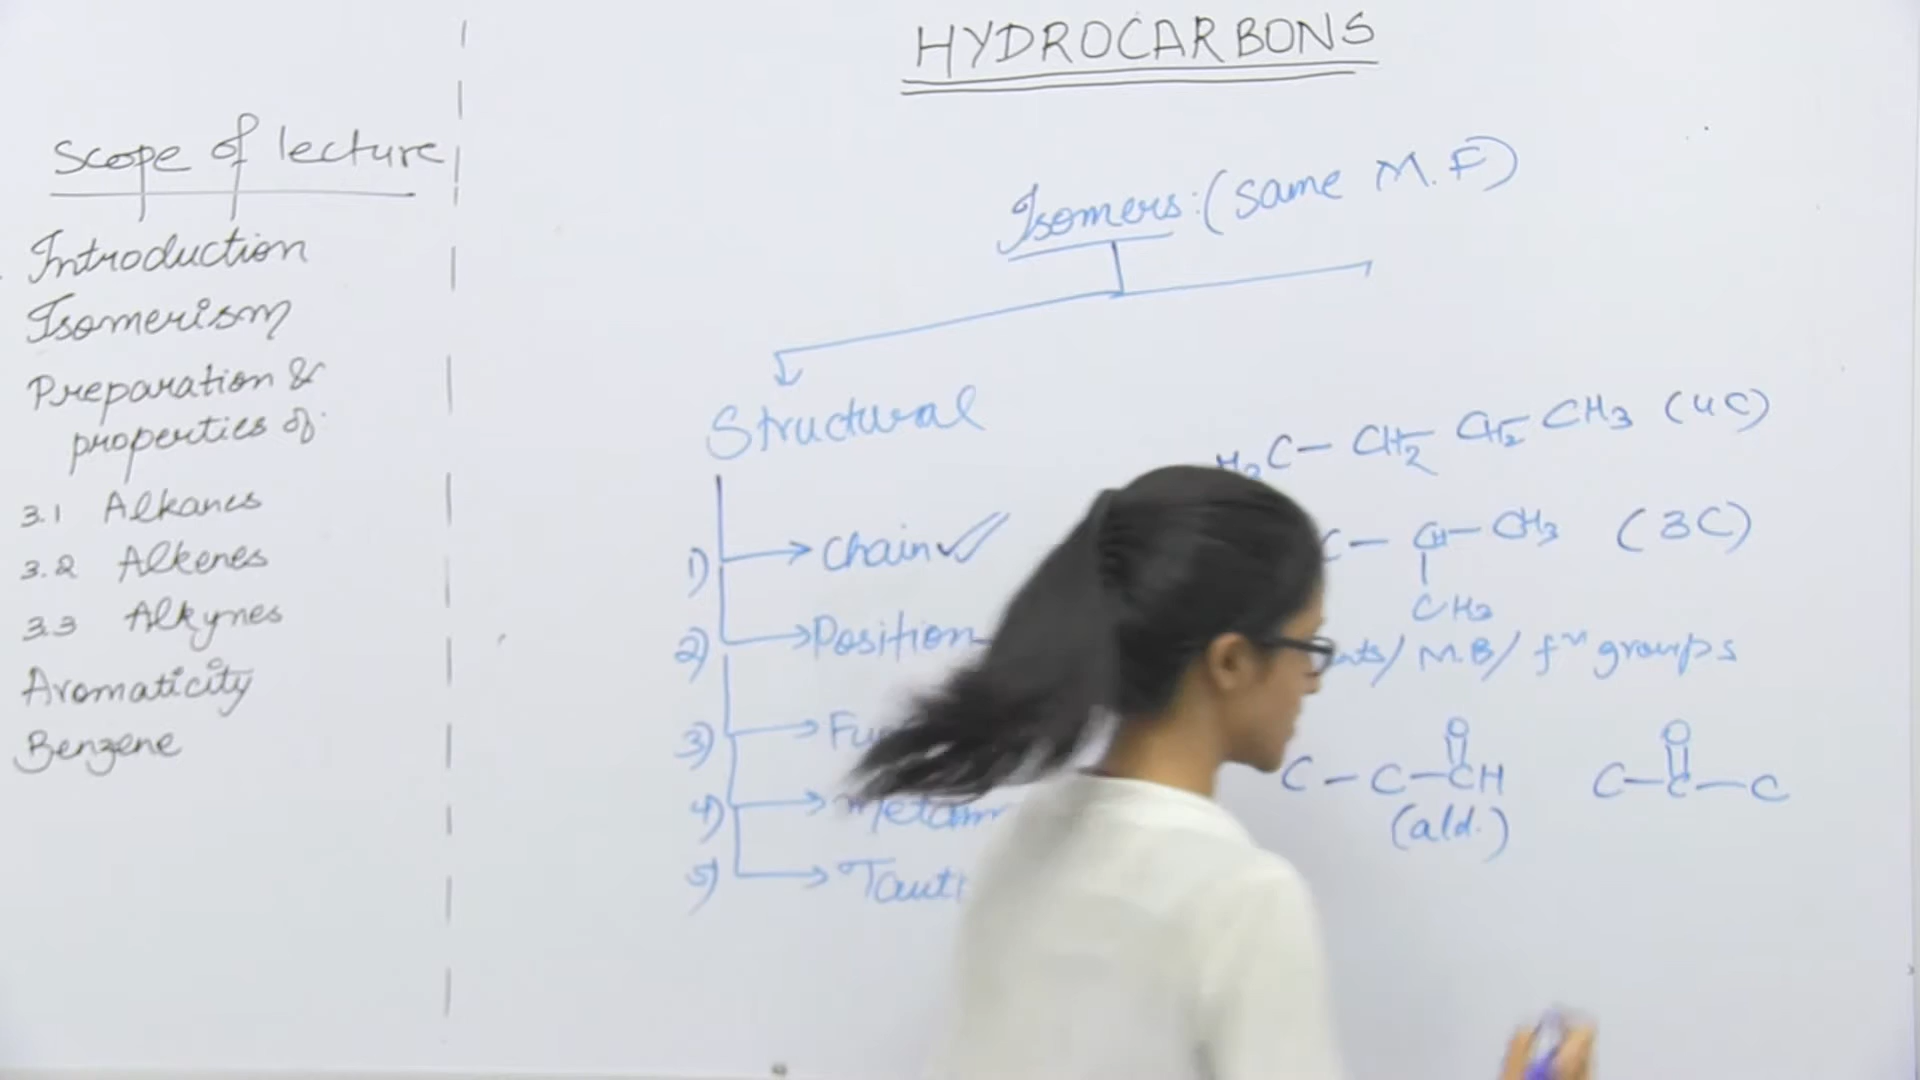 HYDROCARBONS
Scope of lecture
Introduction
Isomerism
Preparation &
properties of
3.1 Alkanes
3.2 Alkenes
3.3 Alkynes
Aromaticity
Benzene
Isomers: (same M.F)
Structural
1) chain
2) Position
3)
4)
5)
H3C - CH2 CH2 CH3 (4C)
C - CH - CH3 (3C)
CH3
/ M.B / fn groups
C - C - CH
O
(ald.)
C - C - C
O